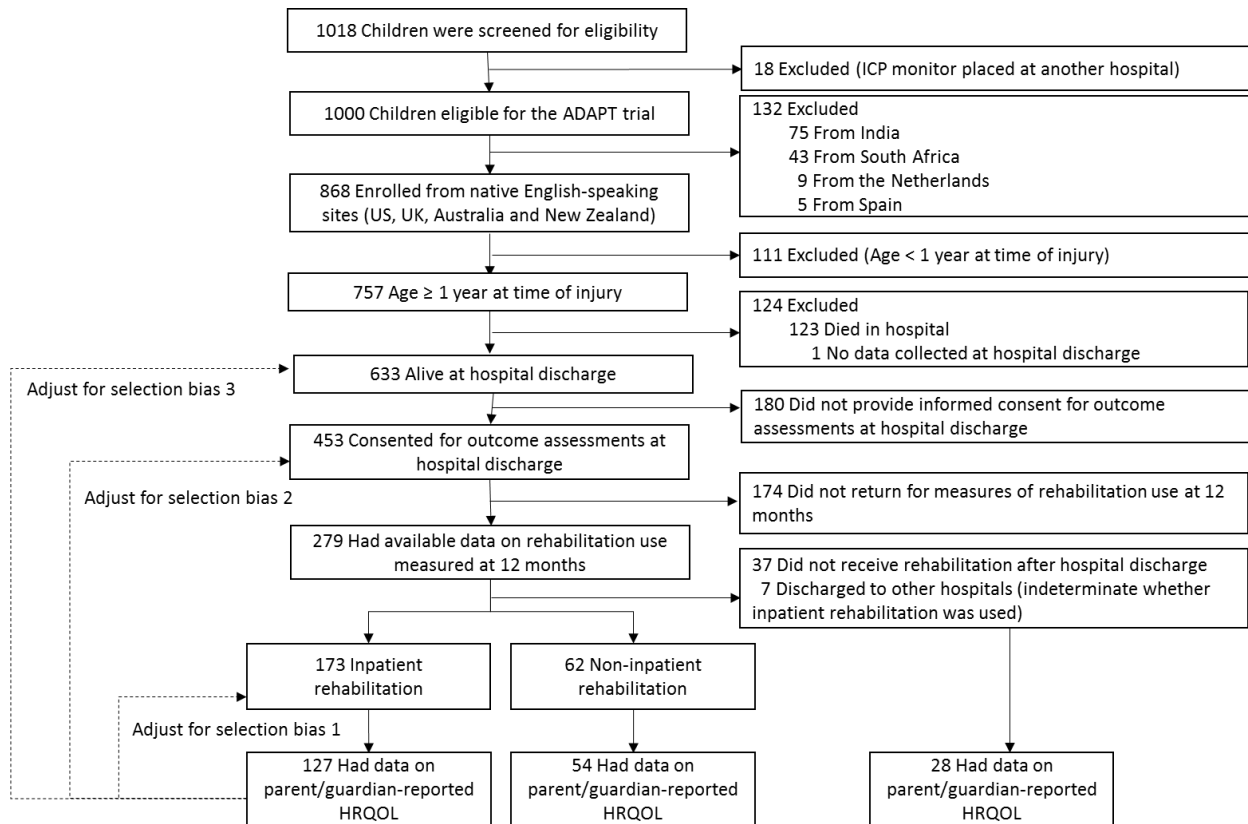 1018 Children were screened for eligibility
18 Excluded (ICP monitor placed at another hospital)
1000 Children eligible for the ADAPT trial
132 Excluded
75 From India
43 From South Africa
9 From the Netherlands
5 From Spain
868 Enrolled from native English-speaking
sites (US, UK, Australia and New Zealand)
111 Excluded (Age < 1 year at time of injury)
757 Age ≥ 1 year at time of injury
124 Excluded
123 Died in hospital
1 No data collected at hospital discharge
633 Alive at hospital discharge
Adjust for selection bias 3
180 Did not provide informed consent for outcome
assessments at hospital discharge
453 Consented for outcome assessments at
hospital discharge
Adjust for selection bias 2
174 Did not return for measures of rehabilitation use at 12
months
279 Had available data on rehabilitation use
measured at 12 months
37 Did not receive rehabilitation after hospital discharge
7 Discharged to other hospitals (indeterminate whether
inpatient rehabilitation was used)
173 Inpatient
rehabilitation
62 Non-inpatient
rehabilitation
Adjust for selection bias 1
127 Had data on
parent/guardian-reported
HRQOL
54 Had data on
parent/guardian-reported
HRQOL
28 Had data on
parent/guardian-reported
HRQOL